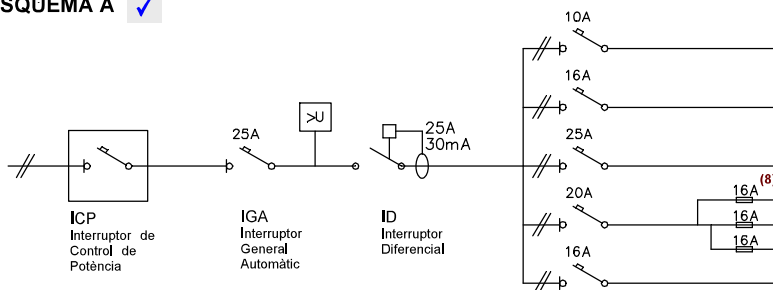 SQUEMA A ✓
10A
16A
25A
>U
25A
30mA
25A
20A
16A (8)
16A
16A
16A
ICP
Interruptor de
Control de
Potència
IGA
Interruptor
General
Automàtic
ID
Interruptor
Diferencial